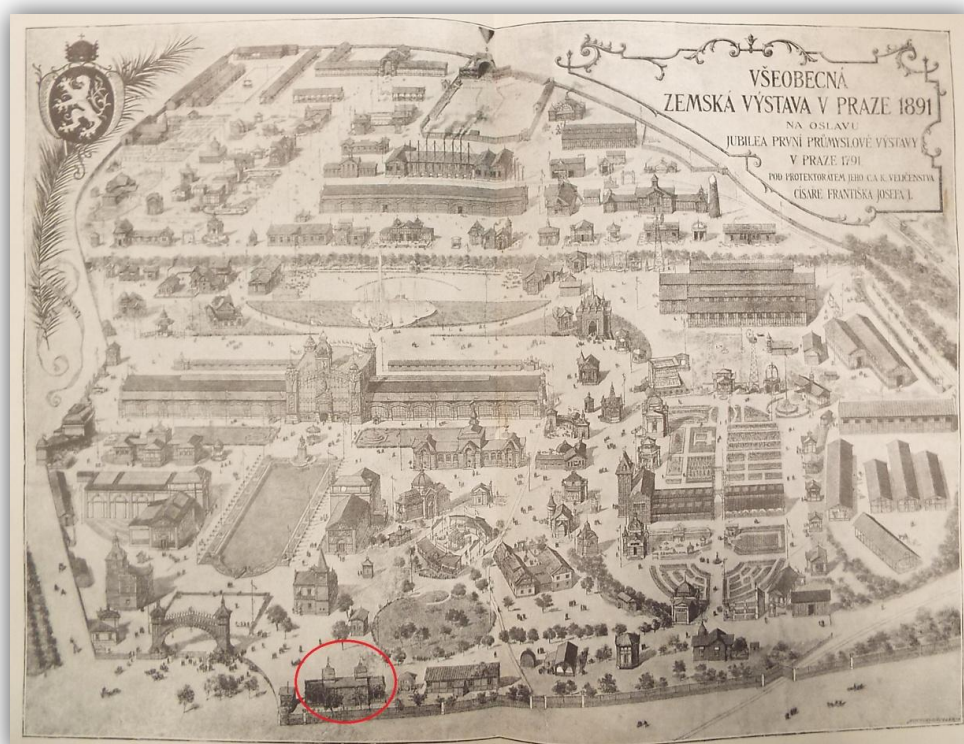 VŠEOBECNÁ
ZEMSKÁ VÝSTAVA V PRAZE 1891
NA OSLAVU
JUBILEA PRVNÍ PRŮMYSLOVÉ VÝSTAVY
V PRAZE 1791
POD PROTEKTORATEM JEHO C.A K. VELIČENSTVA
CÍSAŘE FRANTIŠKA JOSEFA I.